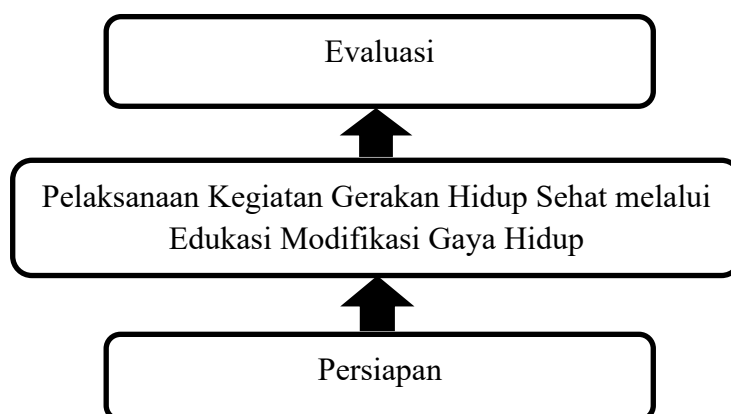 Evaluasi
Pelaksanaan Kegiatan Gerakan Hidup Sehat melalui
Edukasi Modifikasi Gaya Hidup
Persiapan